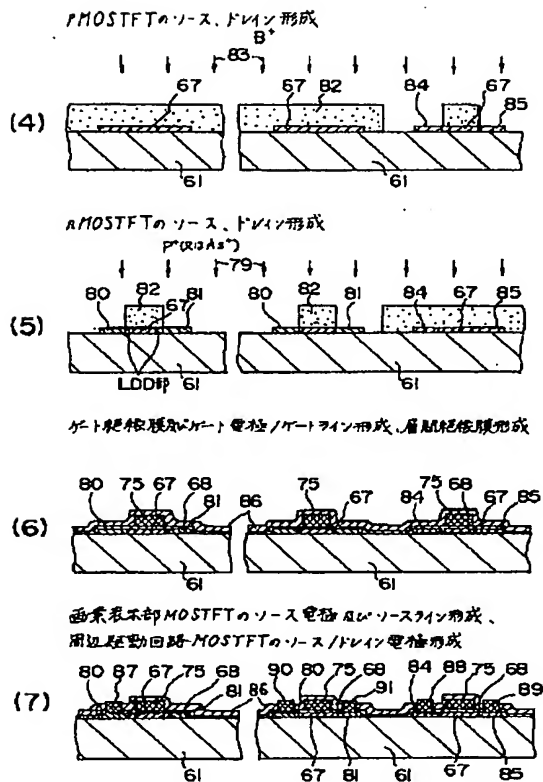 PMOSTFTのソース、ドレイン形成
B⁺
83
67 67 82 84 67 85
(4)
61 61
nMOSTFTのソース、ドレイン形成
P⁺(又はAs⁺)
79
80 82 67 81 80 82 81 84 67 85
(5)
LDD部 61 61
ゲート絶縁膜及びゲート電極/ゲートライン形成、層間絶縁膜形成
80 75 67 68 81 86 75 67 84 75 68 67 85
(6)
61 61
画素表示部MOSTFTのソース電極及びソースライン形成、
周辺駆動回路MOSTFTのソース/ドレイン電極形成
80 87 67 75 68 81 86 90 80 75 68 91 84 88 75 68 89
(7)
61 67 81 61 67 85